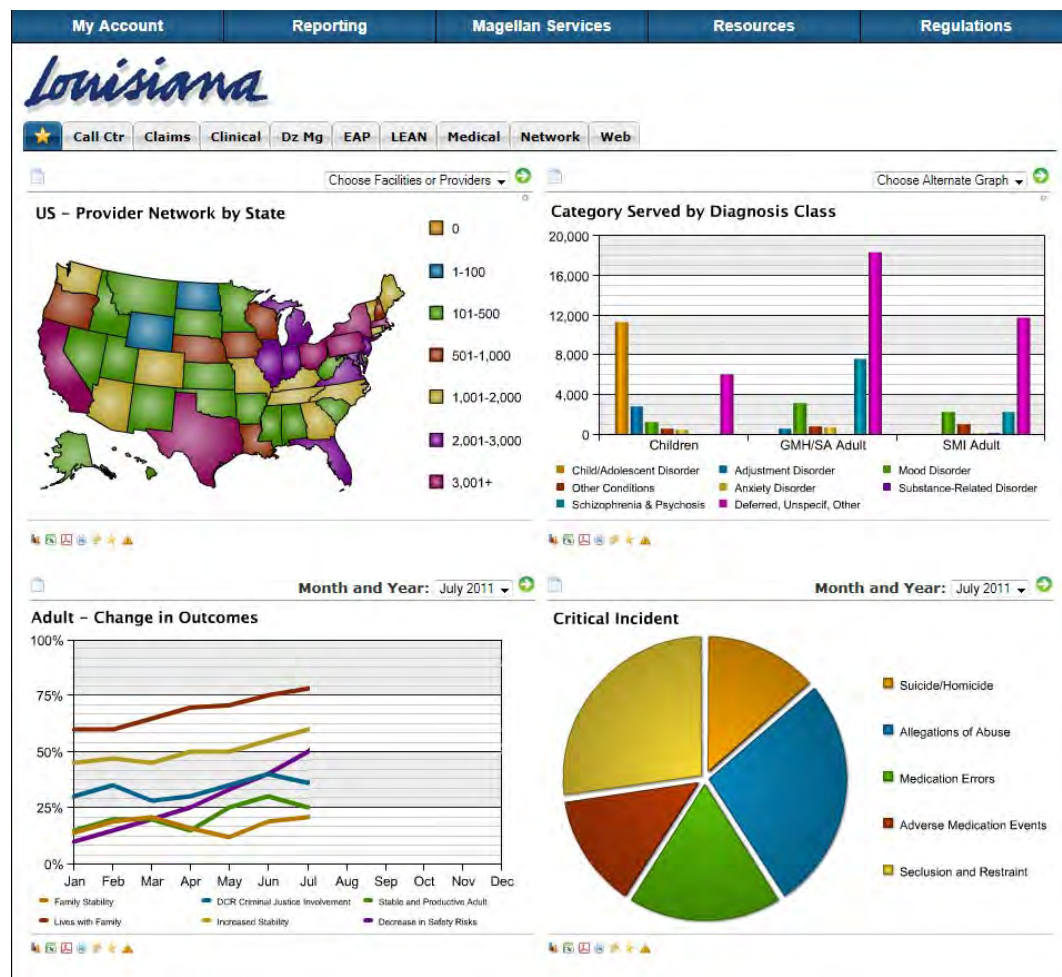 My Account Reporting Magellan Services Resources Regulations
Louisiana
Call Ctr Claims Clinical Dz Mg EAP LEAN Medical Network Web
Choose Facilities or Providers
US - Provider Network by State
0
1-100
101-500
501-1,000
1,001-2,000
2,001-3,000
3,001+
Choose Alternate Graph
Category Served by Diagnosis Class
20,000
16,000
12,000
8,000
4,000
0
Children GMH/SA Adult SMI Adult
Child/Adolescent Disorder Adjustment Disorder Mood Disorder
Other Conditions Anxiety Disorder Substance-Related Disorder
Schizophrenia & Psychosis Deferred, Unspecif, Other
Month and Year: July 2011
Adult - Change in Outcomes
100%
75%
50%
25%
0%
Jan Feb Mar Apr May Jun Jul Aug Sep Oct Nov Dec
Family Stability DCR Criminal Justice Involvement Stable and Productive Adult
Lives with Family Increased Stability Decrease in Safety Risks
Month and Year: July 2011
Critical Incident
Suicide/Homicide
Allegations of Abuse
Medication Errors
Adverse Medication Events
Seclusion and Restraint